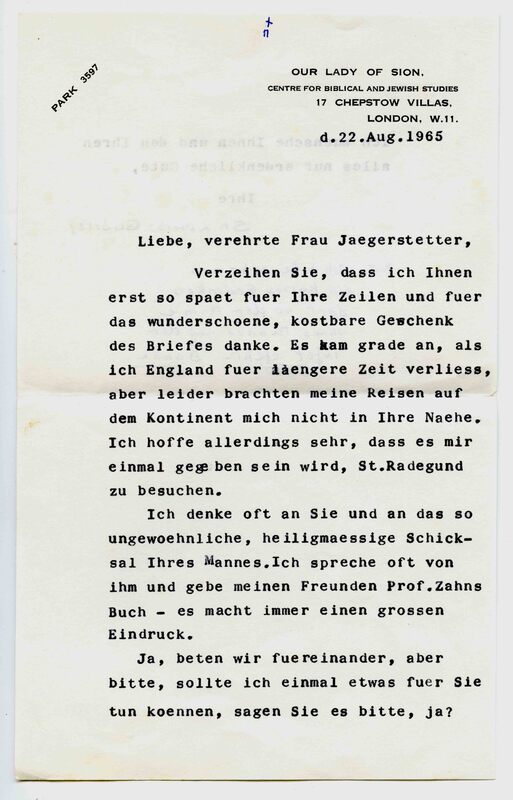 PARK 3597
OUR LADY OF SION,
CENTRE FOR BIBLICAL AND JEWISH STUDIES
17 CHEPSTOW VILLAS,
LONDON, W.11.
d.22.Aug.1965
Liebe, verehrte Frau Jaegerstetter,
Verzeihen Sie, dass ich Ihnen
erst so spaet fuer Ihre Zeilen und fuer
das wunderschoene, kostbare Geschenk
des Briefes danke. Es kam grade an, als
ich England fuer laengere Zeit verliess,
aber leider brachten meine Reisen auf
dem Kontinent mich nicht in Ihre Naehe.
Ich hoffe allerdings sehr, dass es mir
einmal gegeben sein wird, St.Radegund
zu besuchen.
Ich denke oft an Sie und an das so
ungewoehnliche, heiligmaessige Schick-
sal Ihres Mannes.Ich spreche oft von
ihm und gebe meinen Freunden Prof.Zahns
Buch - es macht immer einen grossen
Eindruck.
Ja, beten wir fuereinander, aber
bitte, sollte ich einmal etwas fuer Sie
tun koennen, sagen Sie es bitte, ja?